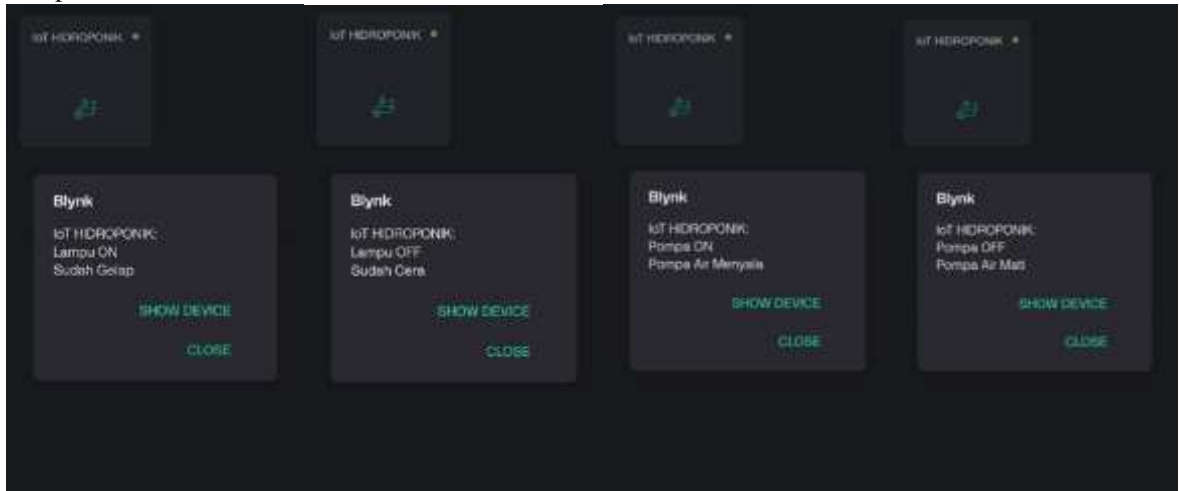 IoT HIDROPONIK
Blynk
IoT HIDROPONIK:
Lampu ON
Sudah Gelap
SHOW DEVICE
CLOSE
IoT HIDROPONIK
Blynk
IoT HIDROPONIK:
Lampu OFF
Sudah Cera
SHOW DEVICE
CLOSE
IoT HIDROPONIK
Blynk
IoT HIDROPONIK:
Pompa ON
Pompa Air Menyala
SHOW DEVICE
CLOSE
IoT HIDROPONIK
Blynk
IoT HIDROPONIK:
Pompa OFF
Pompa Air Mati
SHOW DEVICE
CLOSE